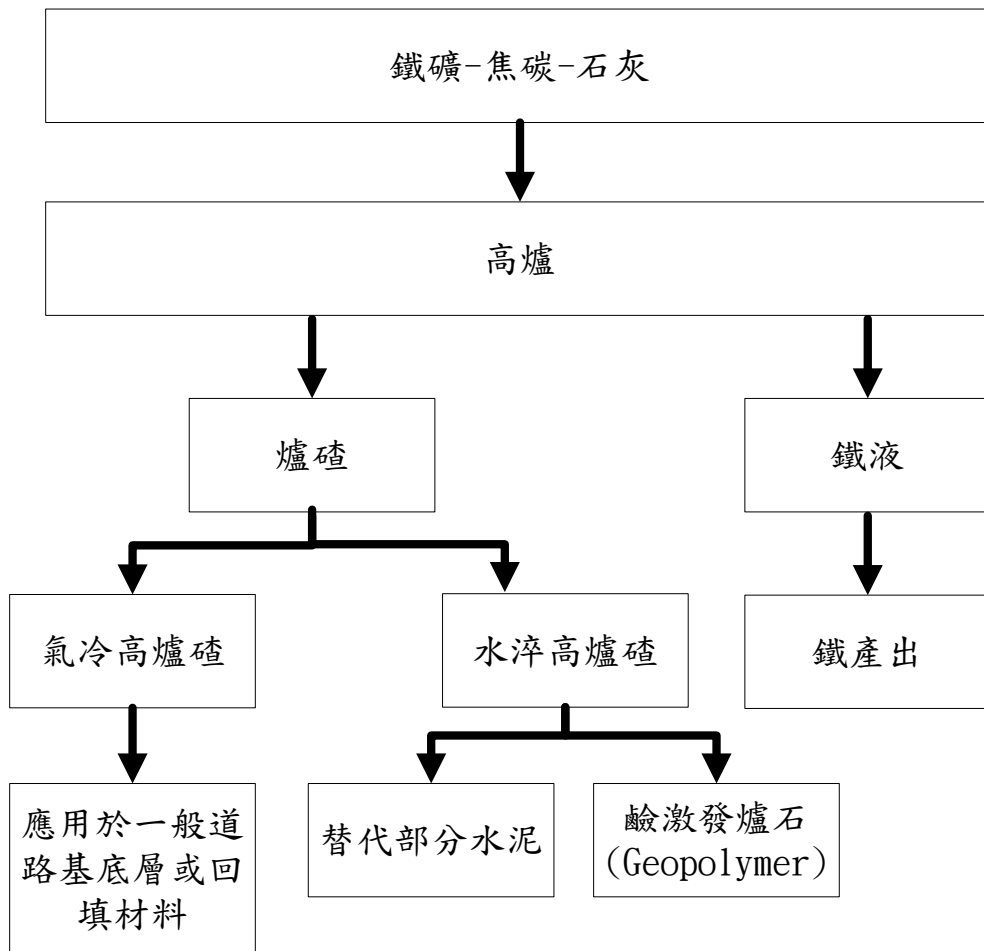 鐵礦-焦碳-石灰
高爐
爐碴
鐵液
氣冷高爐碴
水淬高爐碴
鐵產出
應用於一般道
路基底層或回
填材料
替代部分水泥
鹼激發爐石
(Geopolymer)